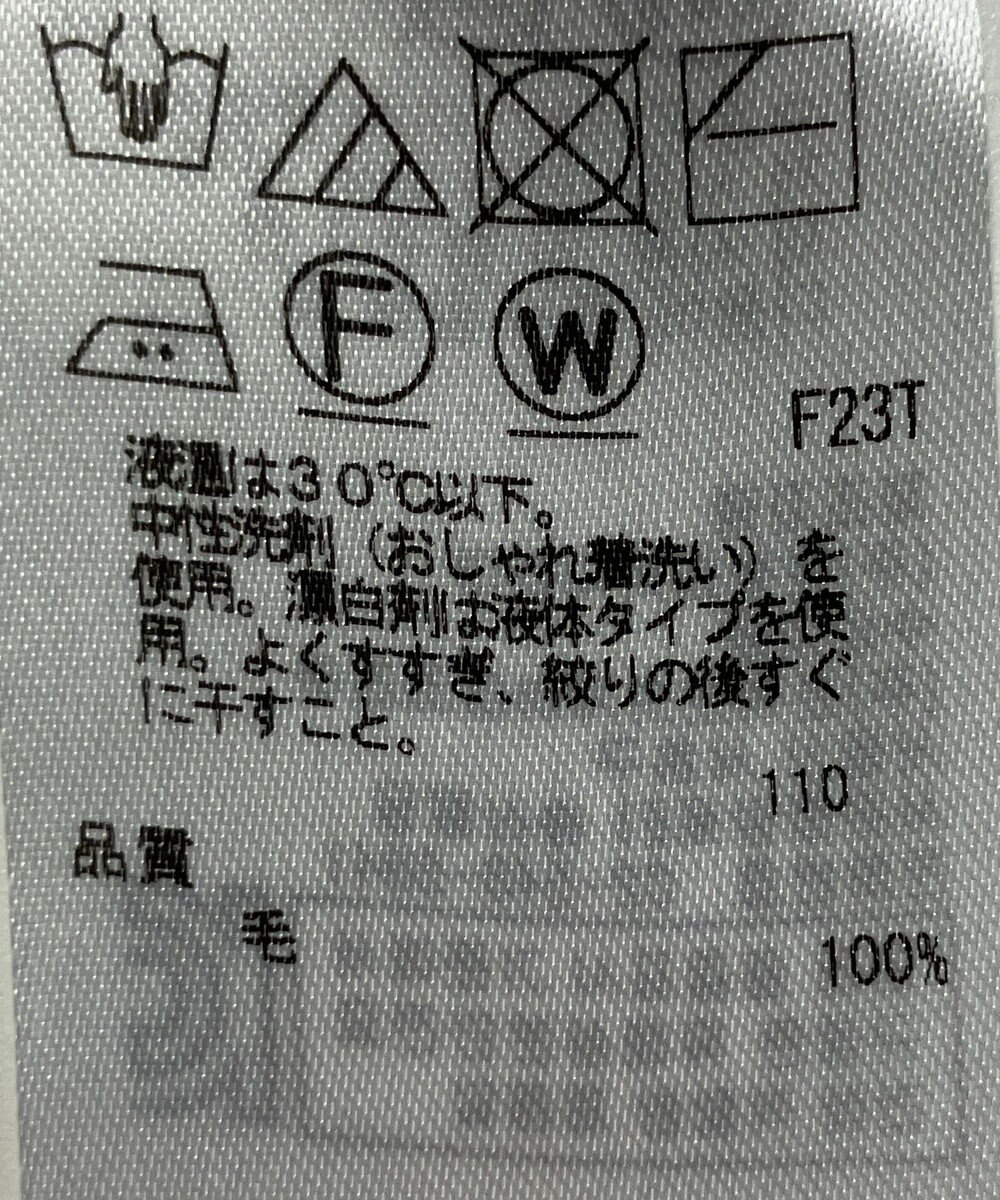 F
W
F23T
液温は30℃以下。
中性洗剤(おしゃれ着洗い)を
使用。漂白剤は液体タイプを使
用。よくすすぎ、絞りの後すぐ
に干すこと。
110
品質
毛 100%